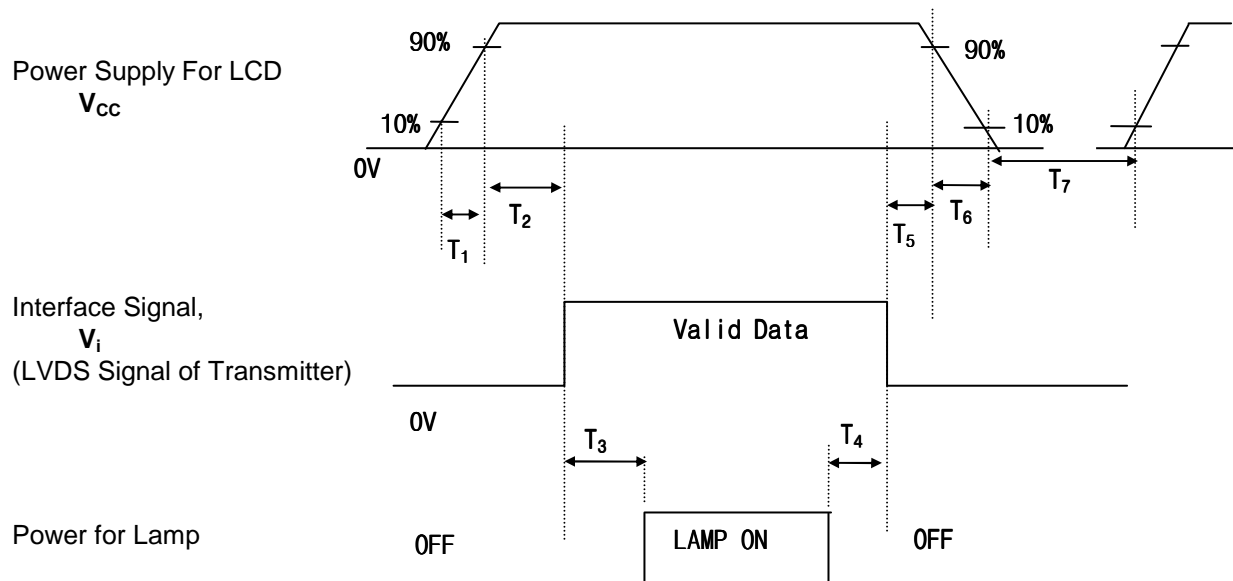 90%
90%
Power Supply For LCD
VCC
10%
10%
0V
T7
T2
T6
T5
T1
Interface Signal,
Vi
Valid Data
(LVDS Signal of Transmitter)
0V
T3
T4
Power for Lamp
OFF
LAMP ON
OFF